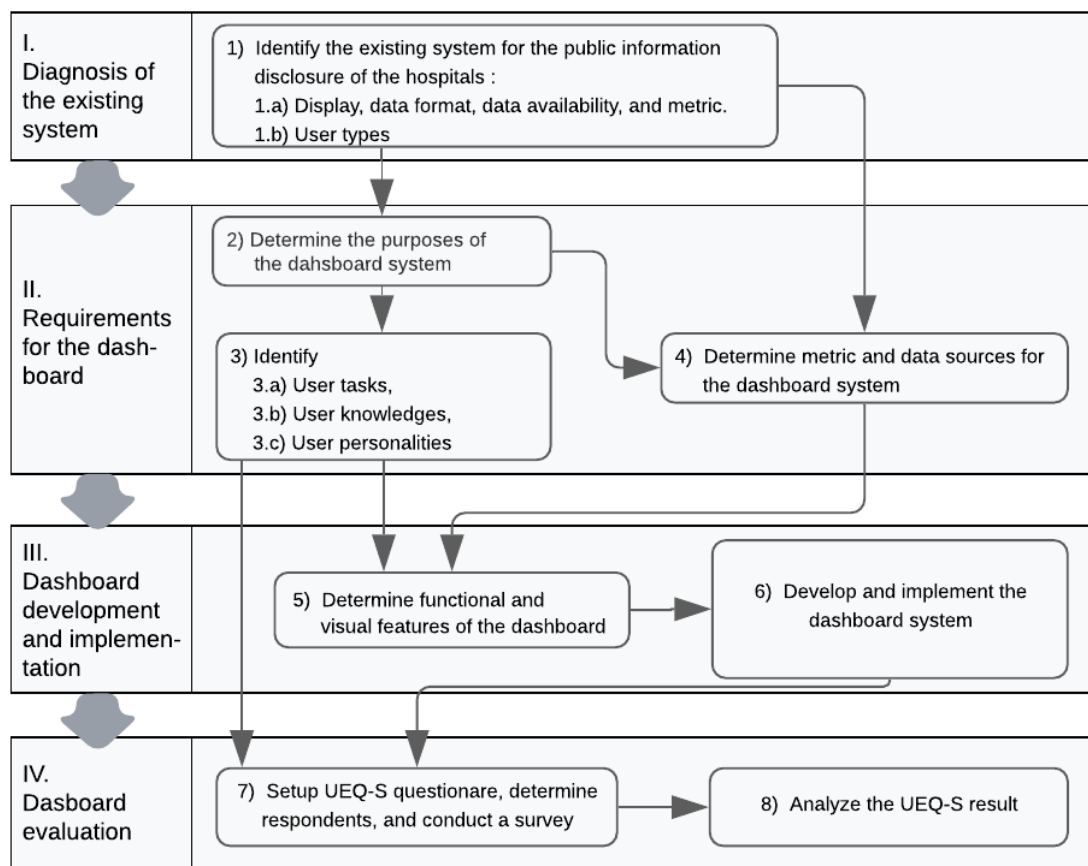 I.
Diagnosis of
the existing
system
1) Identify the existing system for the public information
disclosure of the hospitals :
1.a) Display, data format, data availability, and metric.
1.b) User types
II.
Requirements
for the dash-
board
2) Determine the purposes of
the dahsboard system
3) Identify
3.a) User tasks,
3.b) User knowledges,
3.c) User personalities
4) Determine metric and data sources for
the dashboard system
III.
Dashboard
development
and implemen-
tation
5) Determine functional and
visual features of the dashboard
6) Develop and implement the
dashboard system
IV.
Dasboard
evaluation
7) Setup UEQ-S questionare, determine
respondents, and conduct a survey
8) Analyze the UEQ-S result